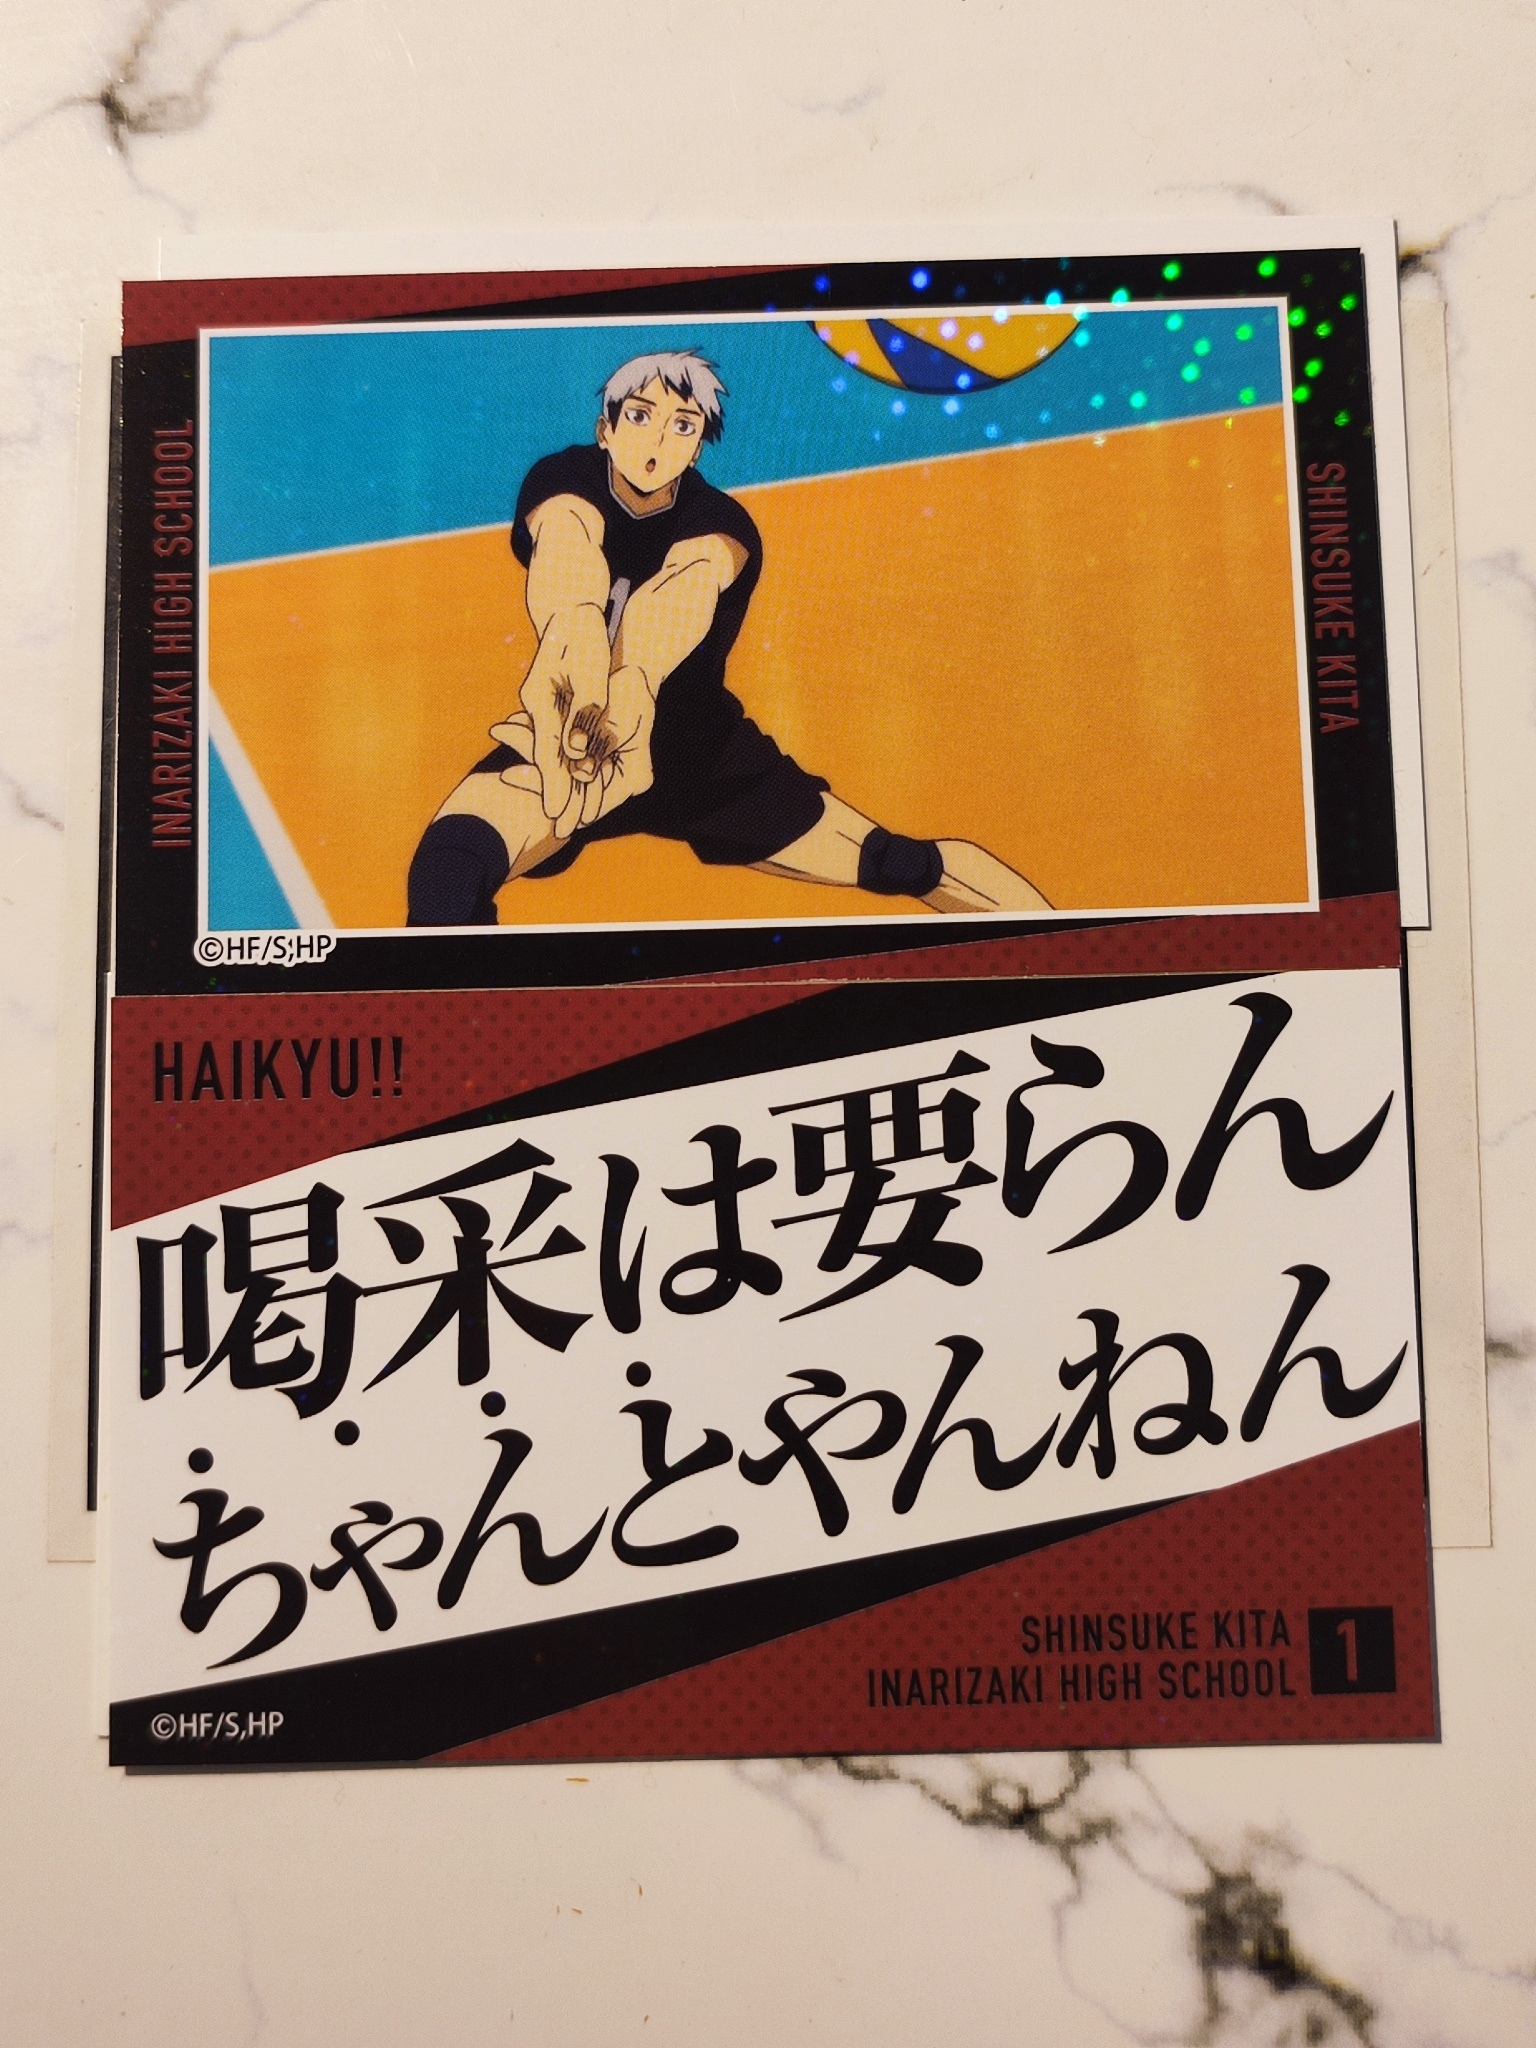 INARIZAKI HIGH SCHOOL
SHINSUKE KITA
©HF/S,HP
HAIKYU!!
喝采は要らん
ちゃんとやんねん
SHINSUKE KITA
INARIZAKI HIGH SCHOOL
1
©HF/S,HP